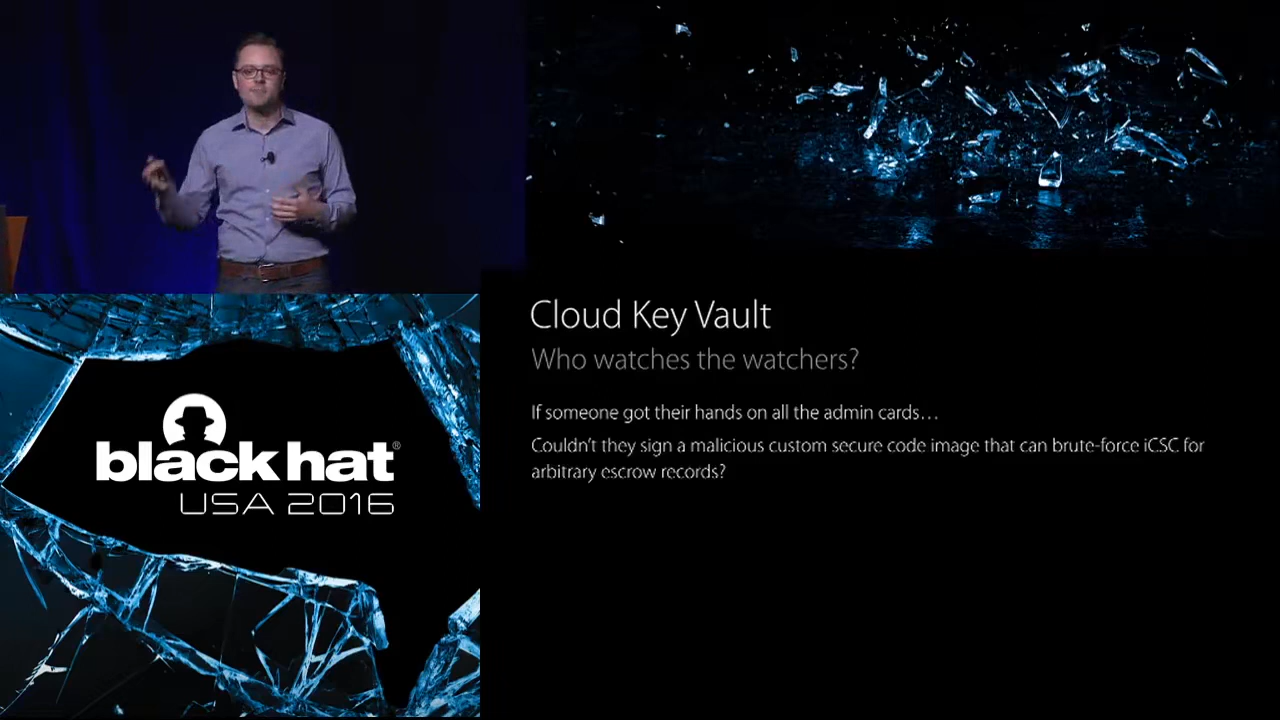 Cloud Key Vault
Who watches the watchers?
If someone got their hands on all the admin cards…
Couldn't they sign a malicious custom secure code image that can brute-force iCSC for
arbitrary escrow records?
black hat®
USA 2016